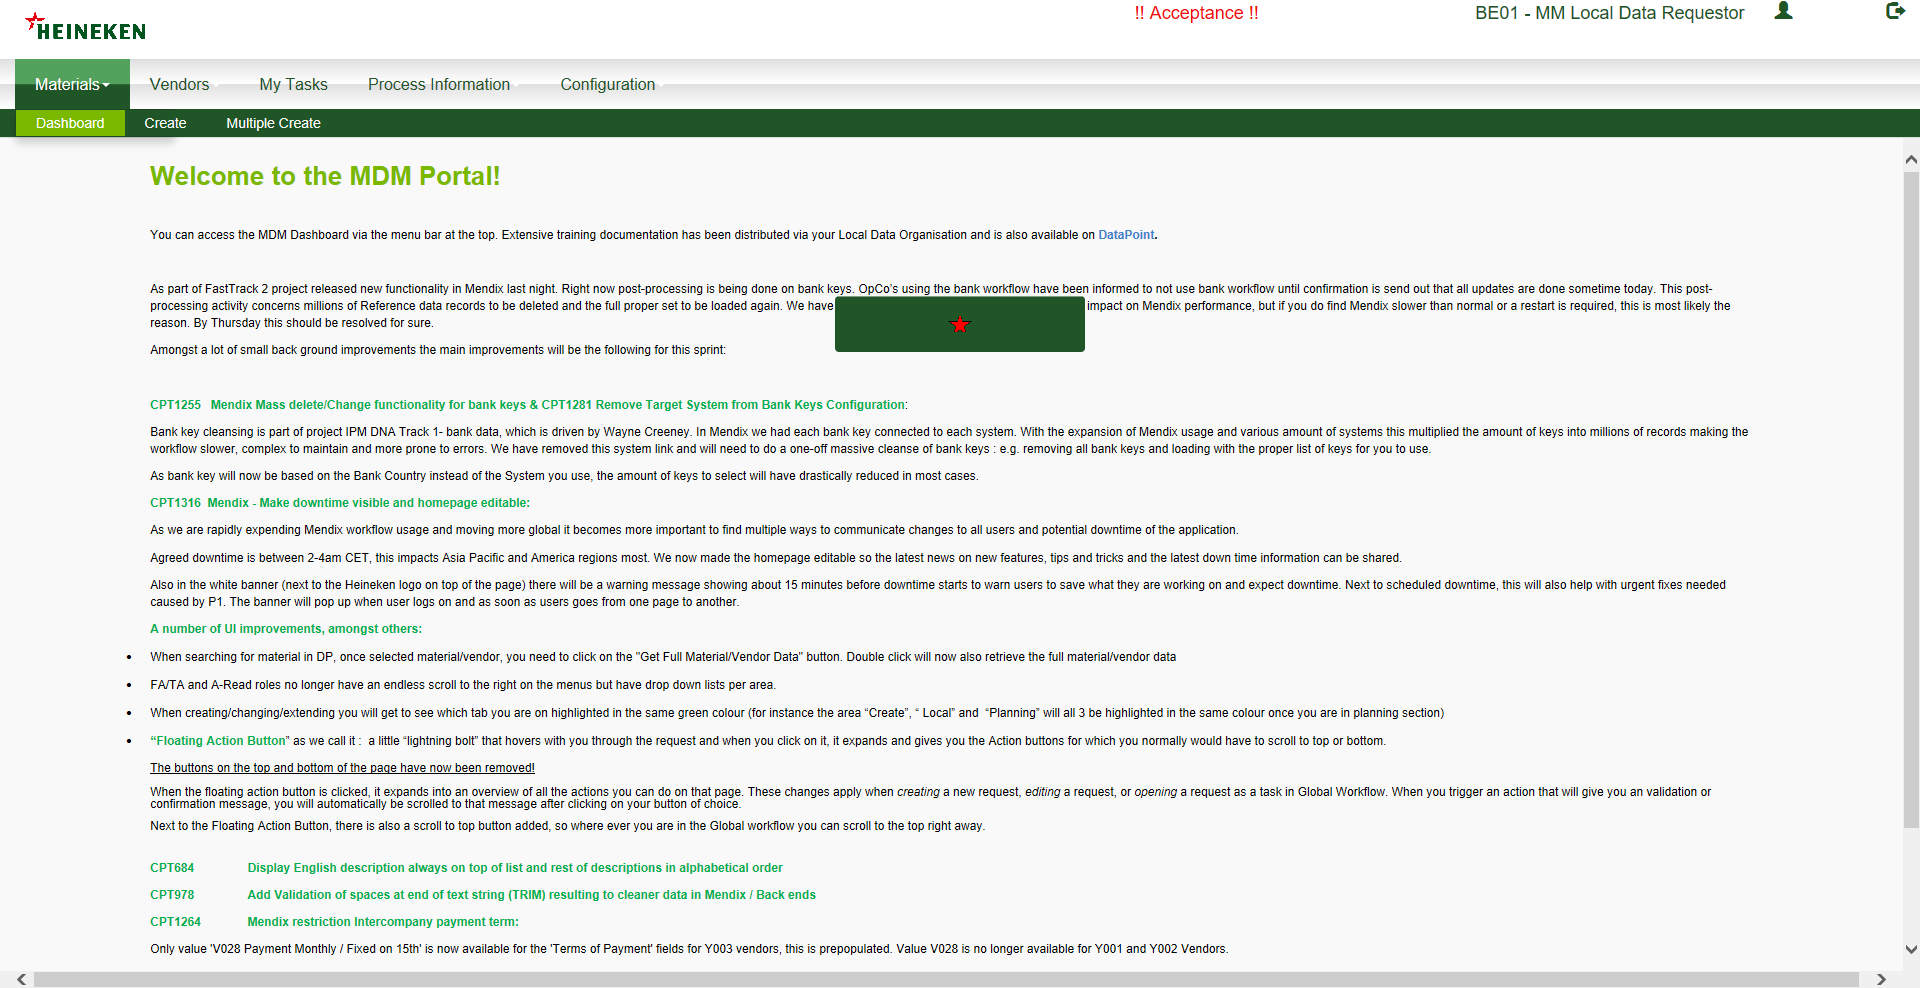 HEINEKEN
!! Acceptance !!
BE01 - MM Local Data Requestor
Materials
Vendors
My Tasks
Process Information
Configuration
Dashboard
Create
Multiple Create
Welcome to the MDM Portal!
You can access the MDM Dashboard via the menu bar at the top. Extensive training documentation has been distributed via your Local Data Organisation and is also available on DataPoint.
As part of FastTrack 2 project released new functionality in Mendix last night. Right now post-processing is being done on bank keys. OpCo's using the bank workflow have been informed to not use bank workflow until confirmation is send out that all updates are done sometime today. This post-
processing activity concerns millions of Reference data records to be deleted and the full proper set to be loaded again. We have impact on Mendix performance, but if you do find Mendix slower than normal or a restart is required, this is most likely the
reason. By Thursday this should be resolved for sure.
Amongst a lot of small back ground improvements the main improvements will be the following for this sprint:
CPT1255 Mendix Mass delete/Change functionality for bank keys & CPT1281 Remove Target System from Bank Keys Configuration:
Bank key cleansing is part of project IPM DNA Track 1- bank data, which is driven by Wayne Creeney. In Mendix we had each bank key connected to each system. With the expansion of Mendix usage and various amount of systems this multiplied the amount of keys into millions of records making the
workflow slower, complex to maintain and more prone to errors. We have removed this system link and will need to do a one-off massive cleanse of bank keys : e.g. removing all bank keys and loading with the proper list of keys for you to use.
As bank key will now be based on the Bank Country instead of the System you use, the amount of keys to select will have drastically reduced in most cases.
CPT1316 Mendix - Make downtime visible and homepage editable:
As we are rapidly expending Mendix workflow usage and moving more global it becomes more important to find multiple ways to communicate changes to all users and potential downtime of the application.
Agreed downtime is between 2-4am CET, this impacts Asia Pacific and America regions most. We now made the homepage editable so the latest news on new features, tips and tricks and the latest down time information can be shared.
Also in the white banner (next to the Heineken logo on top of the page) there will be a warning message showing about 15 minutes before downtime starts to warn users to save what they are working on and expect downtime. Next to scheduled downtime, this will also help with urgent fixes needed
caused by P1. The banner will pop up when user logs on and as soon as users goes from one page to another.
A number of UI improvements, amongst others:
• When searching for material in DP, once selected material/vendor, you need to click on the "Get Full Material/Vendor Data" button. Double click will now also retrieve the full material/vendor data
• FA/TA and A-Read roles no longer have an endless scroll to the right on the menus but have drop down lists per area.
• When creating/changing/extending you will get to see which tab you are on highlighted in the same green colour (for instance the area “Create”, “ Local” and “Planning” will all 3 be highlighted in the same colour once you are in planning section)
• “Floating Action Button” as we call it : a little “lightning bolt” that hovers with you through the request and when you click on it, it expands and gives you the Action buttons for which you normally would have to scroll to top or bottom.
The buttons on the top and bottom of the page have now been removed!
When the floating action button is clicked, it expands into an overview of all the actions you can do on that page. These changes apply when creating a new request, editing a request, or opening a request as a task in Global Workflow. When you trigger an action that will give you an validation or
confirmation message, you will automatically be scrolled to that message after clicking on your button of choice.
Next to the Floating Action Button, there is also a scroll to top button added, so where ever you are in the Global workflow you can scroll to the top right away.
CPT684 Display English description always on top of list and rest of descriptions in alphabetical order
CPT978 Add Validation of spaces at end of text string (TRIM) resulting to cleaner data in Mendix / Back ends
CPT1264 Mendix restriction Intercompany payment term:
Only value 'V028 Payment Monthly / Fixed on 15th' is now available for the 'Terms of Payment' fields for Y003 vendors, this is prepopulated. Value V028 is no longer available for Y001 and Y002 Vendors.